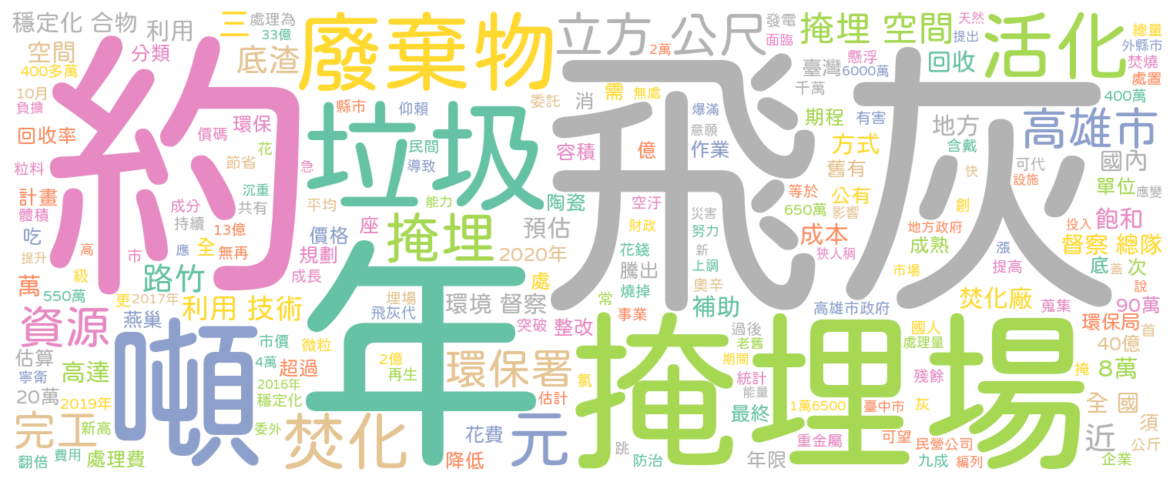 穩定化 合物
利用
三
處理為
33億
廢棄物
立方 公尺
2萬
發電
面臨
掩埋 空間
天然
提出
活化
總量
外縣市
焚燒
處置
空間
400多萬
分類
底渣
懸浮
6000萬
臺灣
千萬
回收
400萬
10月
負擴
約
縣市
仰賴
委託
消
需
無處
爆滿
飛灰
期程
有害
高雄市
回收率
價碼
環保
花
垃圾
民間
導致
容積
億
意願
作業
方式
含戴
地方
國內
粒料
節省
急
舊有
可代
設施
計畫
體積
成分
沉重
共有
平均
能力
陶瓷
空汙
等於
650萬
公有
影響
快
創
單位
應變
吃
提升
持續
13億
座
掩埋
預估
財政
災害
努力
成本
地方政府
投入
飽和
高
市
應
全
無再
價格
規劃
花錢
新
上調
狹人稠
成熟
漲
督察 總隊
萬
550萬
級
路竹
成長
年
2020年
騰出
奧辛
市場
提高
底
蓋
次
說
更
2017年
燕巢
利用 技術
埋場
飛灰代
環境 督察
處
常
燒掉
補助
高雄市政府
焚化廠
蒐集
90萬
資源
噸
市價
微粒
突破
整改
事業
掩埋場
過後
老舊
國人
處理量
環保局
首
估算
寧衛
高達
4萬
超過
2億
再生
環保署
氯
期間
統計
能量
殘餘
掩
40億
8萬
20萬
2019年
2016年
穩定化
估計
最終
1萬6500
臺中市
灰
全 國
須
完工
新高
委外
焚化
花費
元
跳
重金屬
可望
民營公司
近
公斤
翻倍
費用
處理費
降低
防治
年限
九成
編列
企業